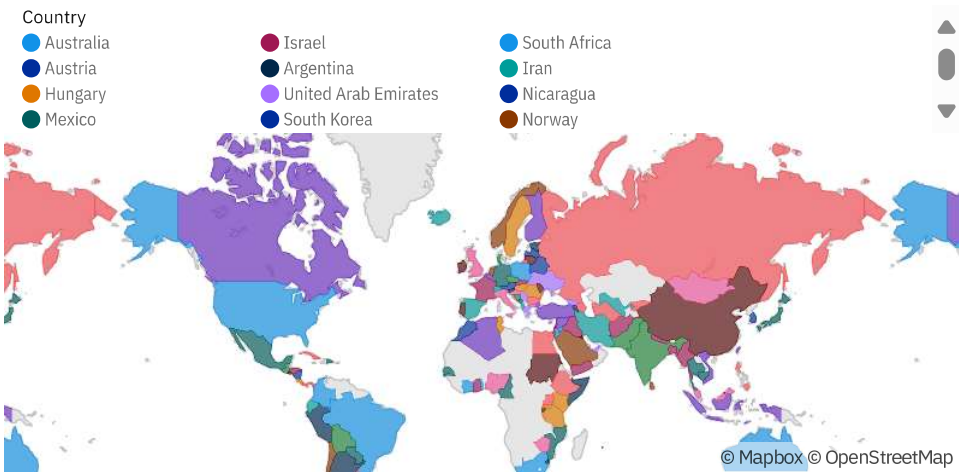 Country
Australia
Israel
South Africa
Austria
Argentina
Iran
Hungary
United Arab Emirates
Nicaragua
Mexico
South Korea
Norway
© Mapbox © OpenStreetMap